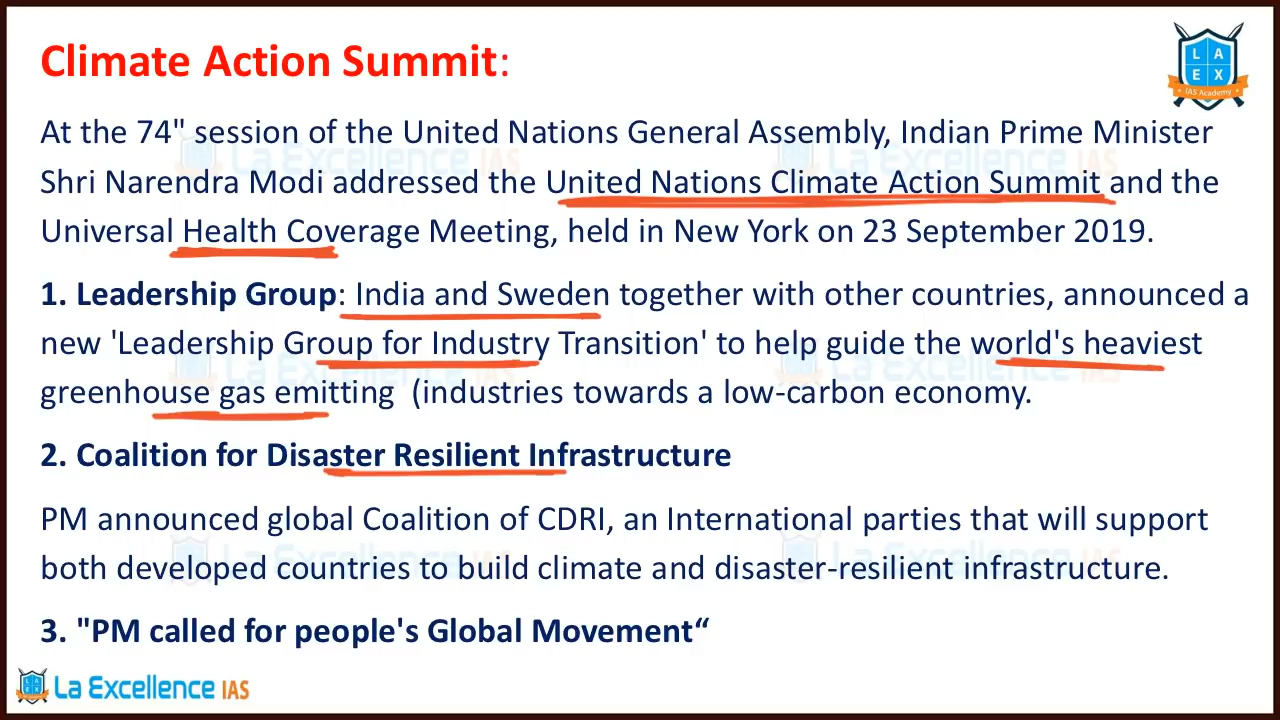 Climate Action Summit:
L A
E X
IAS Academy
At the 74" session of the United Nations General Assembly, Indian Prime Minister
Shri Narendra Modi addressed the United Nations Climate Action Summit and the
Universal Health Coverage Meeting, held in New York on 23 September 2019.
1. Leadership Group: India and Sweden together with other countries, announced a
new 'Leadership Group for Industry Transition' to help guide the world's heaviest
greenhouse gas emitting (industries towards a low-carbon economy.
2. Coalition for Disaster Resilient Infrastructure
PM announced global Coalition of CDRI, an International parties that will support
both developed countries to build climate and disaster-resilient infrastructure.
3. "PM called for people's Global Movement“
La Excellence IAS